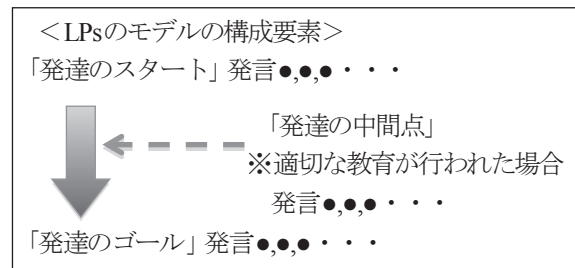 ＜LPsのモデルの構成要素＞
「発達のスタート」発言●,●,●・・・
「発達の中間点」
※適切な教育が行われた場合
発言●,●,●・・・
「発達のゴール」発言●,●,●・・・